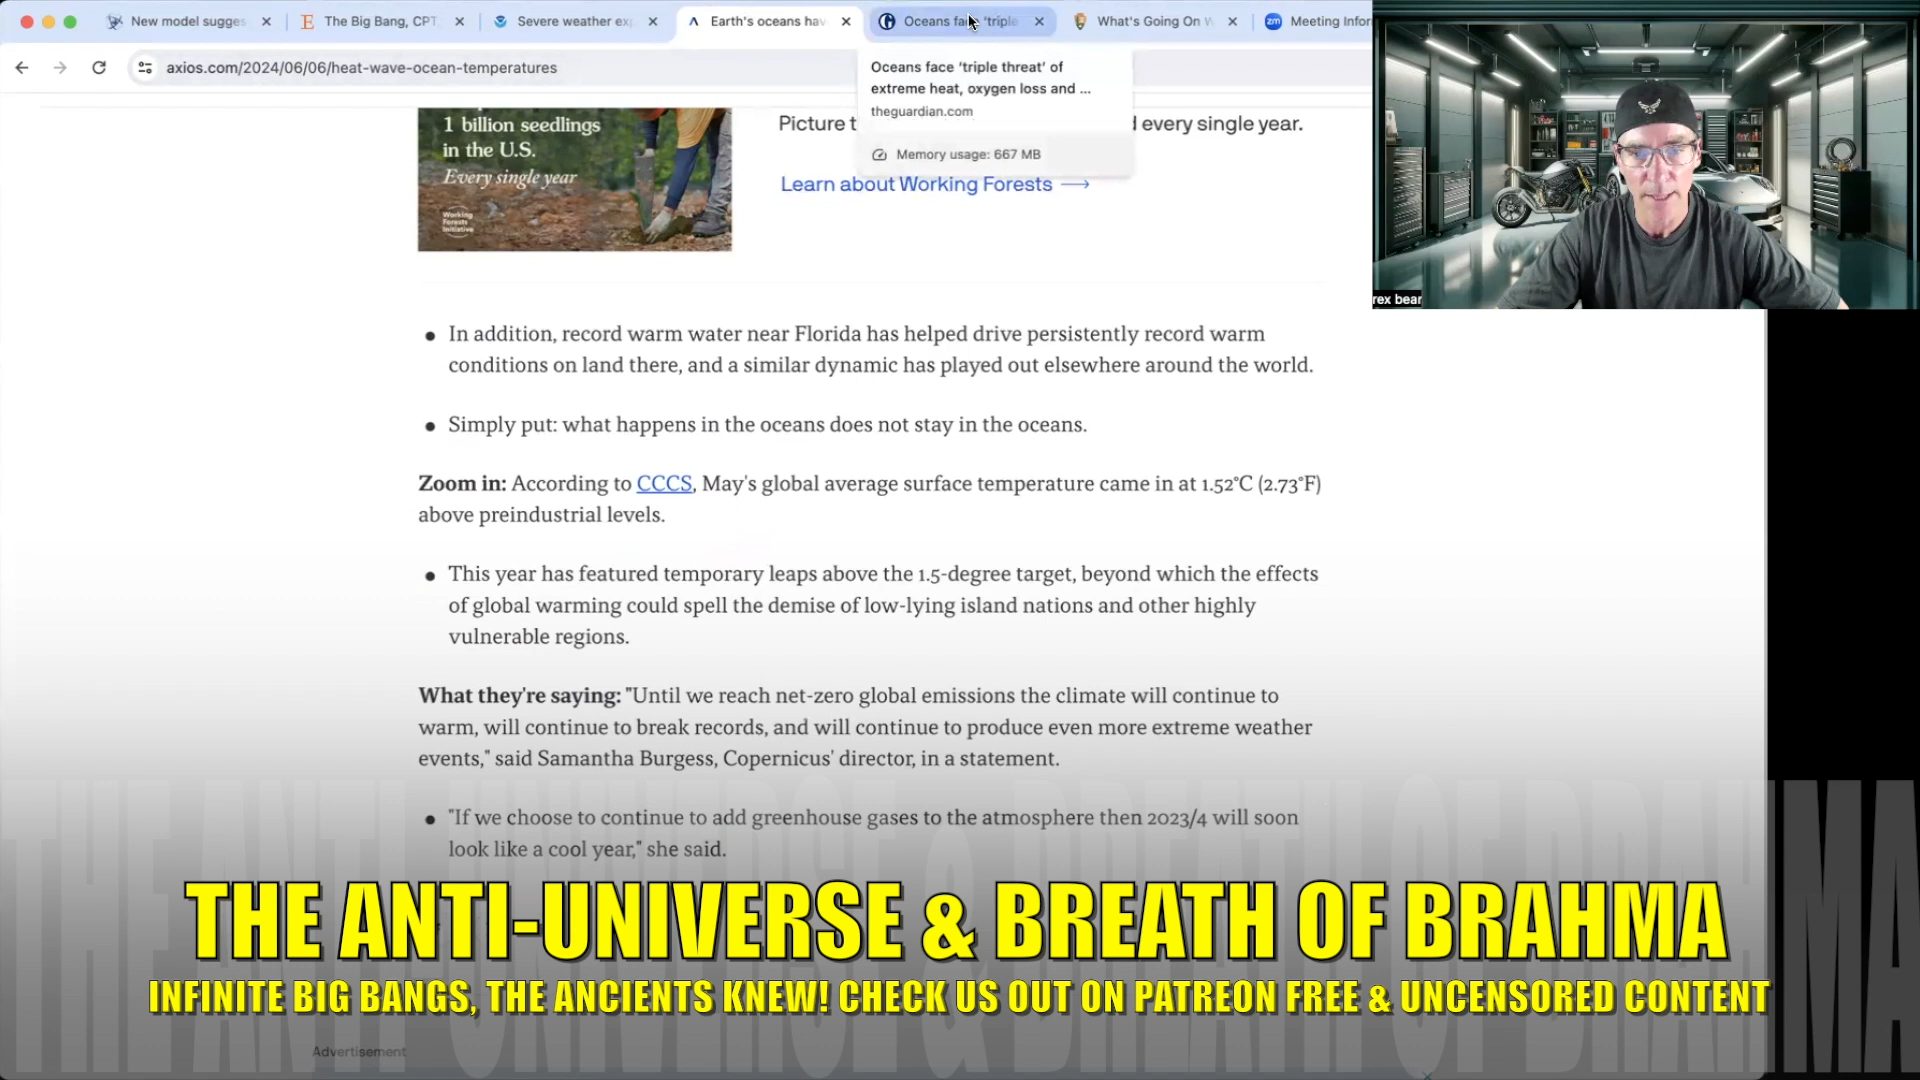 New model sugges
The Big Bang, CPT
Severe weather exp
Earth's oceans hav
Oceans fa 'triple
What's Going On W
zm
Meeting Infor
axios.com/2024/06/06/heat-wave-ocean-temperatures
Oceans face 'triple threat' of
extreme heat, oxygen loss and ...
theguardian.com
Memory usage: 667 MB
1 billion seedlings
in the U.S.
Every single year
Working
Forests
Initiative
Picture t
d every single year.
Learn about Working Forests
rex bear
In addition, record warm water near Florida has helped drive persistently record warm
conditions on land there, and a similar dynamic has played out elsewhere around the world.
Simply put: what happens in the oceans does not stay in the oceans.
Zoom in: According to CCCS, May's global average surface temperature came in at 1.52°C (2.73°F)
above preindustrial levels.
This year has featured temporary leaps above the 1.5-degree target, beyond which the effects
of global warming could spell the demise of low-lying island nations and other highly
vulnerable regions.
What they're saying: "Until we reach net-zero global emissions the climate will continue to
warm, will continue to break records, and will continue to produce even more extreme weather
events," said Samantha Burgess, Copernicus' director, in a statement.
"If we choose to continue to add greenhouse gases to the atmosphere then 2023/4 will soon
look like a cool year," she said.
THE ANTI-UNIVERSE & BREATH OF BRAHMA
THE ANTI-UNIVERSE & BREATH OF BRAHMA
INFINITE BIG BANGS, THE ANCIENTS KNEW! CHECK US OUT ON PATREON FREE & UNCENSORED CONTENT
Advertisement